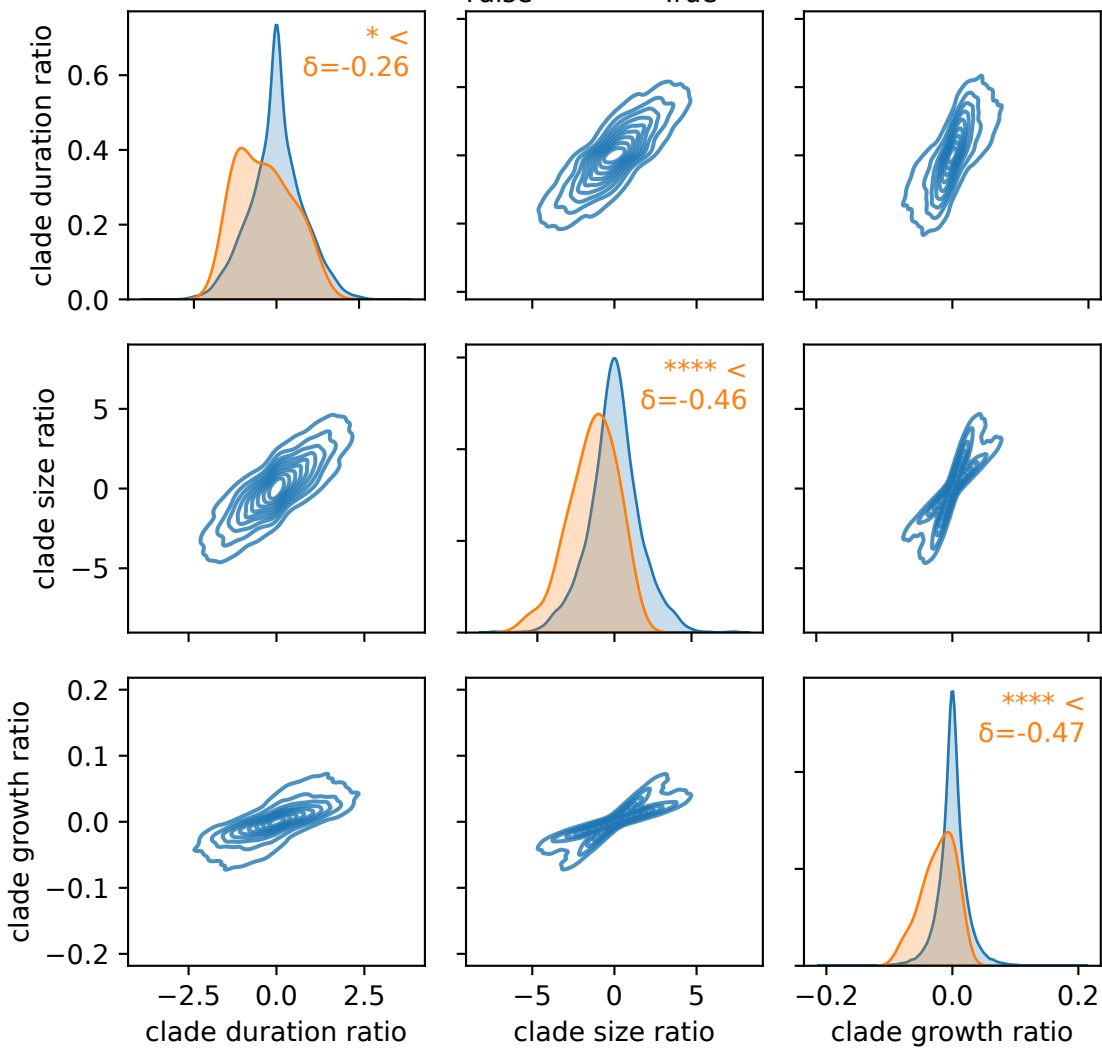 clade duration ratio
0.6
0.4
0.2
0.0
* <
δ=-0.26
clade size ratio
5
0
−5
**** <
δ=-0.46
clade growth ratio
0.2
0.1
0.0
−0.1
−0.2
**** <
δ=-0.47
−2.5 0.0 2.5
−5 0 5
−0.2 0.0 0.2
clade duration ratio
clade size ratio
clade growth ratio